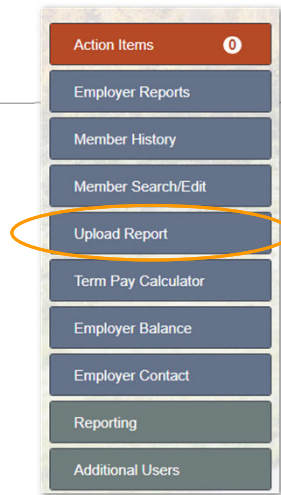 Action Items 0
Employer Reports
Member History
Member Search/Edit
Upload Report
Term Pay Calculator
Employer Balance
Employer Contact
Reporting
Additional Users